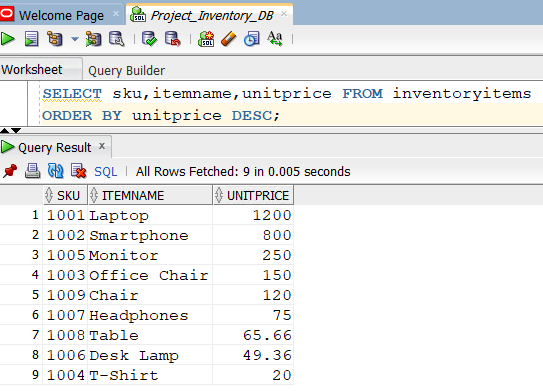 Welcome Page × Project_Inventory_DB ×
SQL
Aa
Worksheet Query Builder
SELECT sku,itemname,unitprice FROM inventoryitems
ORDER BY unitprice DESC;
Query Result ×
SQL | All Rows Fetched: 9 in 0.005 seconds
SKU ITEMNAME UNITPRICE
1 1001 Laptop 1200
2 1002 Smartphone 800
3 1005 Monitor 250
4 1003 Office Chair 150
5 1009 Chair 120
6 1007 Headphones 75
7 1008 Table 65.66
8 1006 Desk Lamp 49.36
9 1004 T-Shirt 20